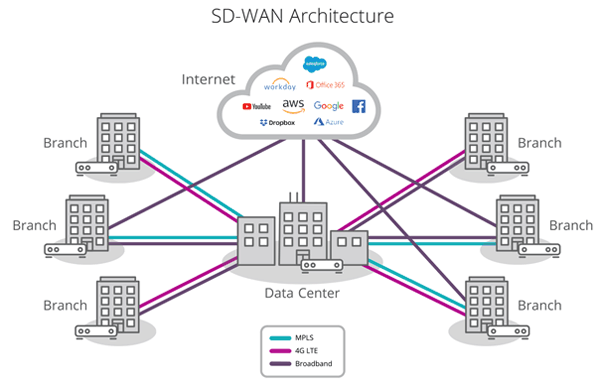 SD-WAN Architecture
Internet
salesforce
workday
Office 365
YouTube
aws
Google
f
Dropbox
Azure
Branch
Branch
Branch
Branch
Branch
Branch
Data Center
MPLS
4G LTE
Broadband